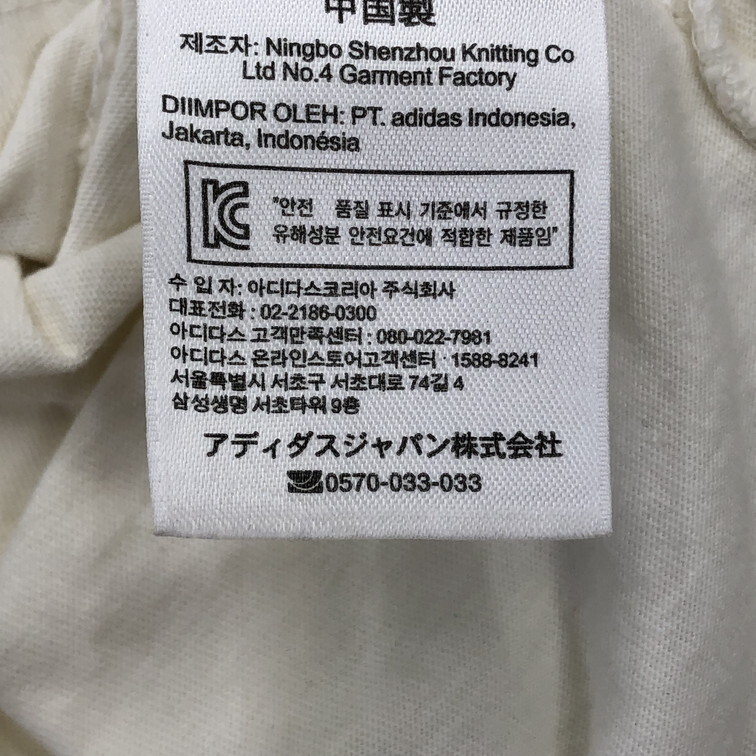 中国製
제조자: Ningbo Shenzhou Knitting Co
Ltd No.4 Garment Factory
DIIMPOR OLEH: PT. adidas Indonesia,
Jakarta, Indonésia
"안전 품질 표시 기준에서 규정한
유해성분 안전요건에 적합한 제품임"
수 입 자: 아디다스코리아 주식회사
대표전화 : 02-2186-0300
아디다스 고객만족센터 : 080-022-7981
아디다스 온라인스토어고객센터 · 1588-8241
서울특별시 서초구 서초대로 74길 4
삼성생명 서초타워 9층
アディダスジャパン株式会社
0570-033-033